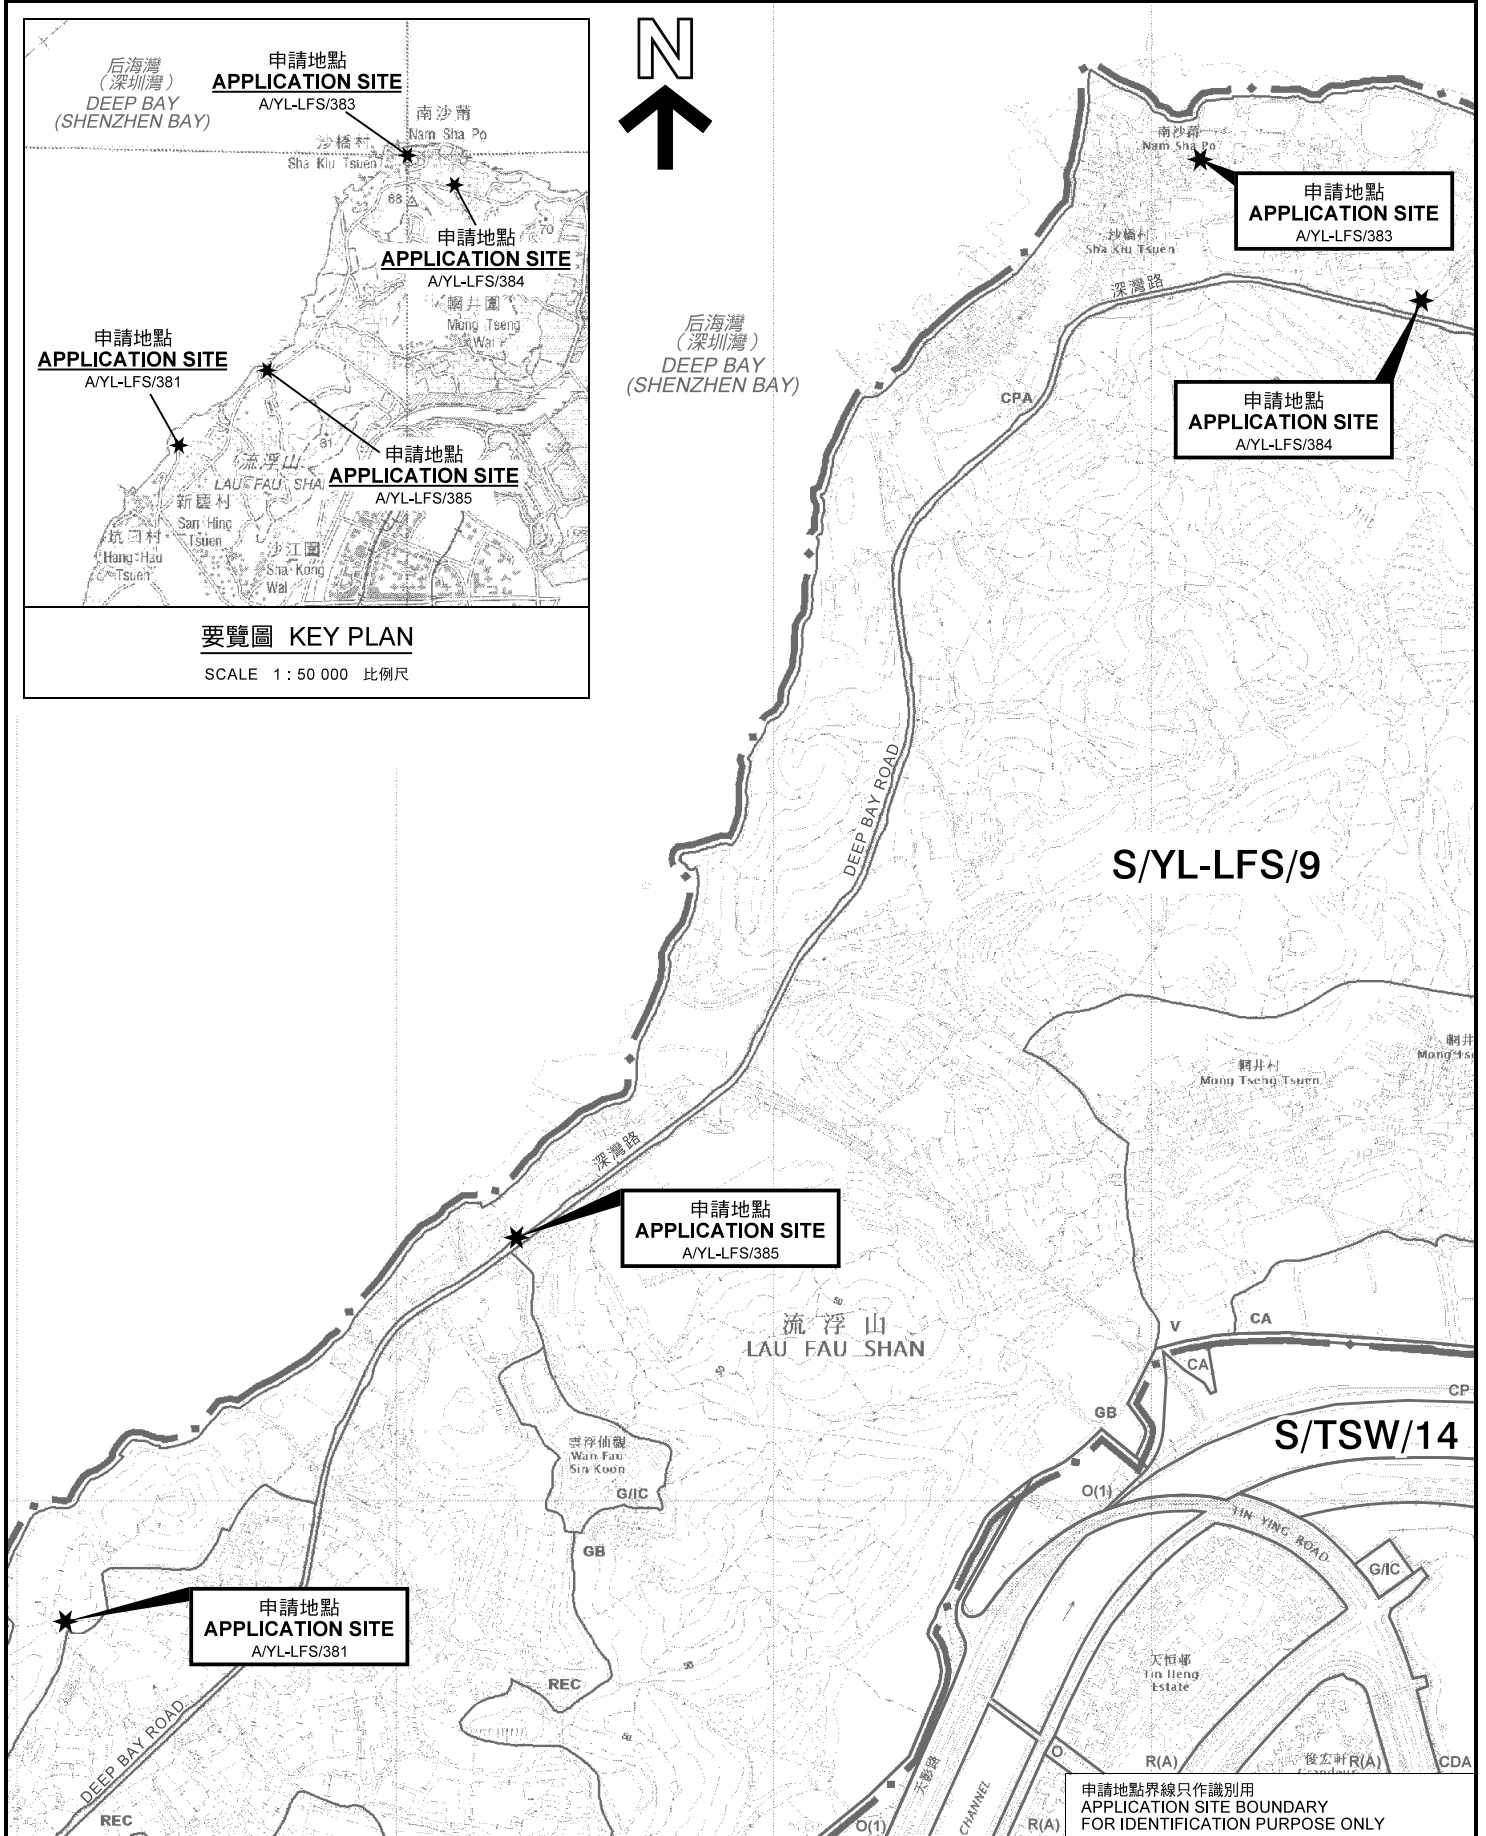 后海灣
(深圳灣)
DEEP BAY
(SHENZHEN BAY)
申請地點
APPLICATION SITE
A/YL-LFS/383
南沙莆
Nam Sha Po
沙橋村
Sha Kiu Tsuen
68
70
申請地點
APPLICATION SITE
A/YL-LFS/384
輞井圍
Mong Tseng
Wai
申請地點
APPLICATION SITE
A/YL-LFS/381
61
申請地點
APPLICATION SITE
A/YL-LFS/385
流浮山
LAU FAU SHAN
新慶村
San Hing
Tsuen
坑口村
Hang Hau
Tsuen
沙江圍
Sha Kong
Wai
要覽圖 KEY PLAN
SCALE 1 : 50 000 比例尺
N
南沙莆
Nam Sha Po
申請地點
APPLICATION SITE
A/YL-LFS/383
沙橋村
Sha Kiu Tsuen
深灣路
后海灣
(深圳灣)
DEEP BAY
(SHENZHEN BAY)
CPA
申請地點
APPLICATION SITE
A/YL-LFS/384
DEEP BAY ROAD
S/YL-LFS/9
輞井
輞井村
Mong Tseng Tsuen
深灣路
申請地點
APPLICATION SITE
A/YL-LFS/385
流浮山
LAU FAU SHAN
50
V
CA
CA
CP
GB
S/TSW/14
雲浮仙觀
Wan Fau
Sin Koon
G/IC
O(1)
TIN YING ROAD
GB
G/IC
申請地點
APPLICATION SITE
A/YL-LFS/381
50
天恒邨
Tin Heng
Estate
REC
DEEP BAY ROAD
O
R(A)
俊宏軒
R(A)
CDA
天影路
CHANNEL
REC
O(1)
R(A)
申請地點界線只作識別用
APPLICATION SITE BOUNDARY
FOR IDENTIFICATION PURPOSE ONLY